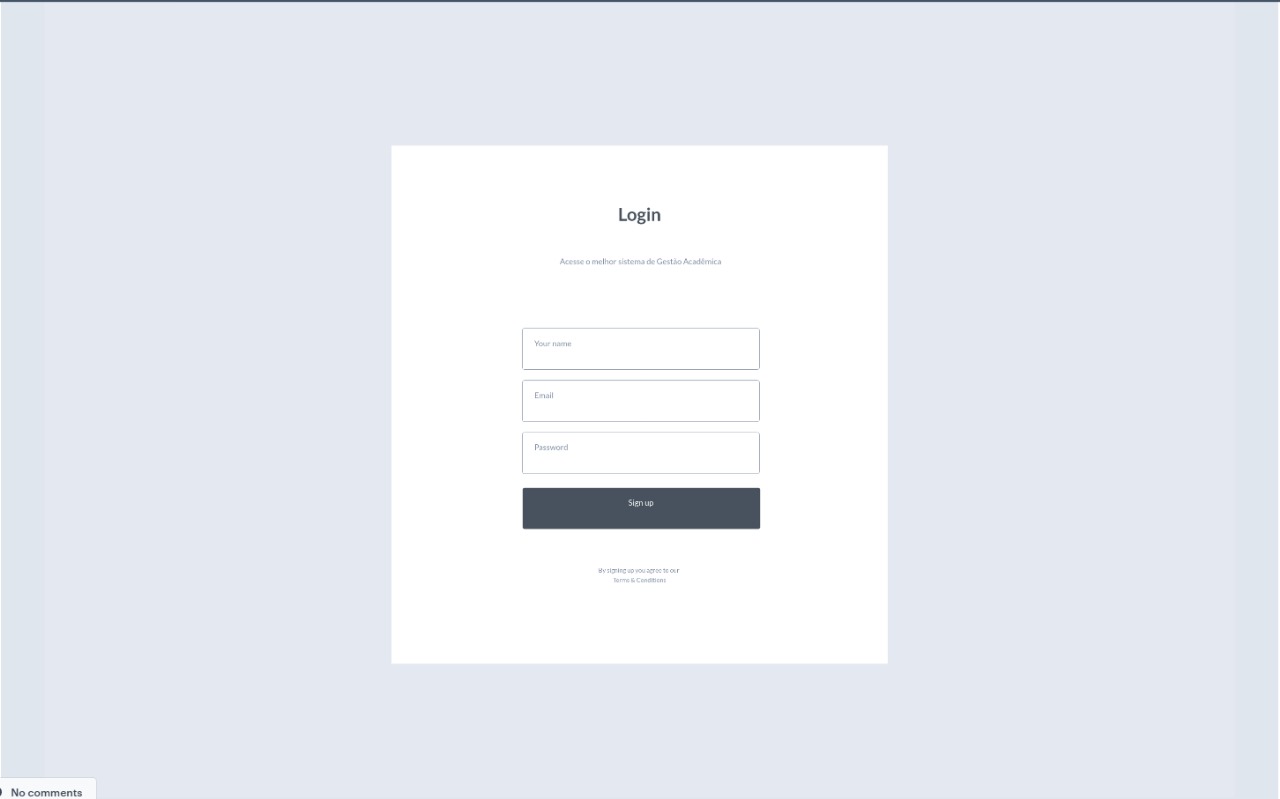 Login
Acesse o melhor sistema de Gestão Acadêmica
Your name
Email
Password
Sign up
By signing up you agree to our
Terms & Conditions
No comments